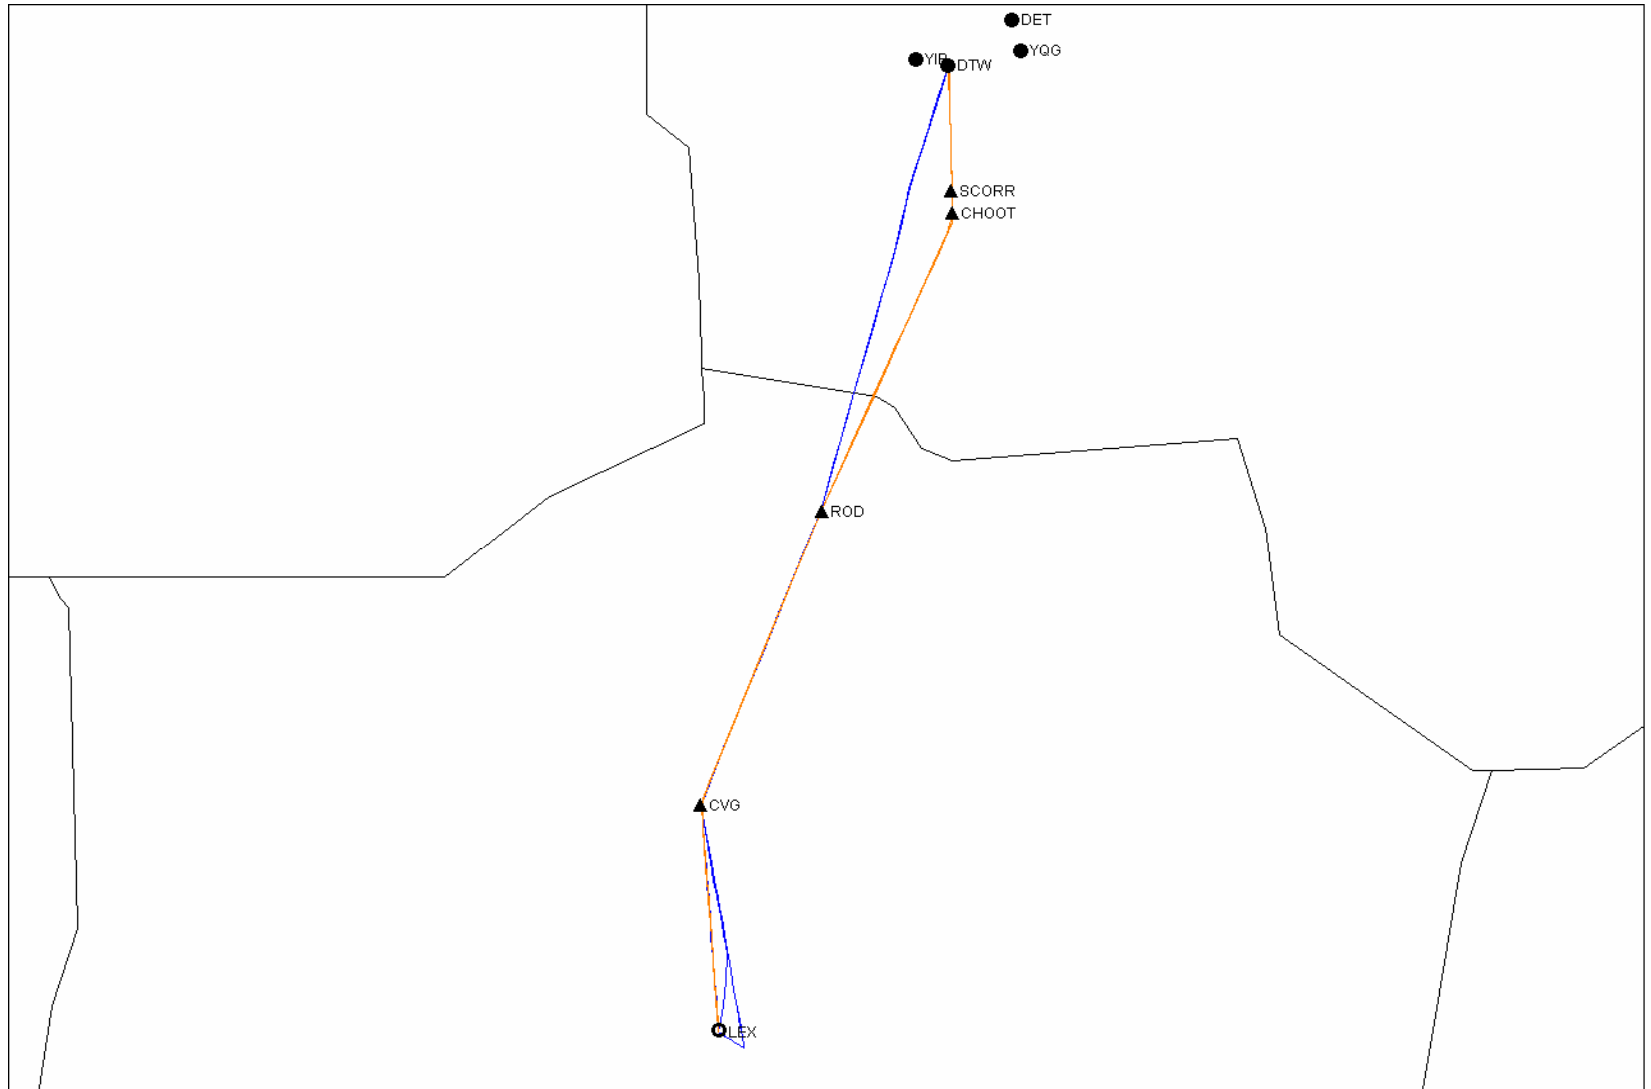 DET
YQG
YIP
DTW
SCORR
CHOOT
ROD
CVG
LEX